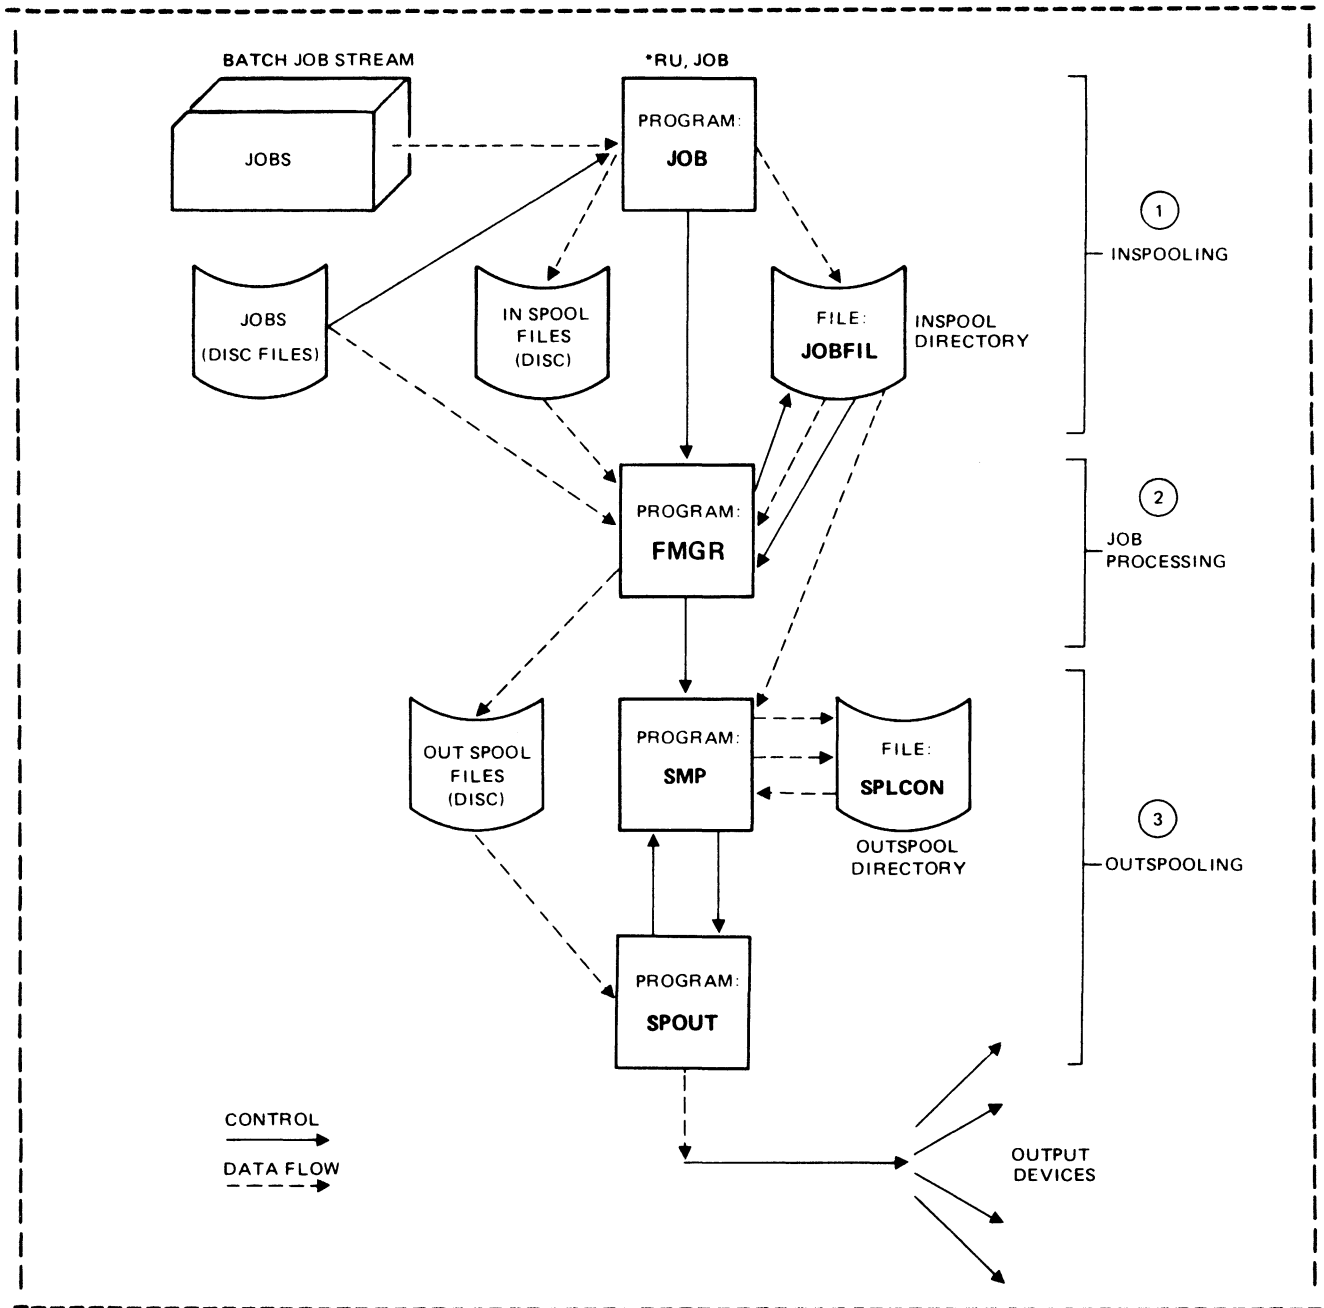 BATCH JOB STREAM
*RU, JOB
PROGRAM:
JOB
JOBS
1
INSPOOLING
JOBS
(DISC FILES)
IN SPOOL
FILES
(DISC)
FILE:
JOBFIL
INSPOOL
DIRECTORY
PROGRAM:
FMGR
2
JOB
PROCESSING
OUT SPOOL
FILES
(DISC)
PROGRAM:
SMP
FILE:
SPLCON
OUTSPOOL
DIRECTORY
3
OUTSPOOLING
PROGRAM:
SPOUT
CONTROL
DATA FLOW
OUTPUT
DEVICES